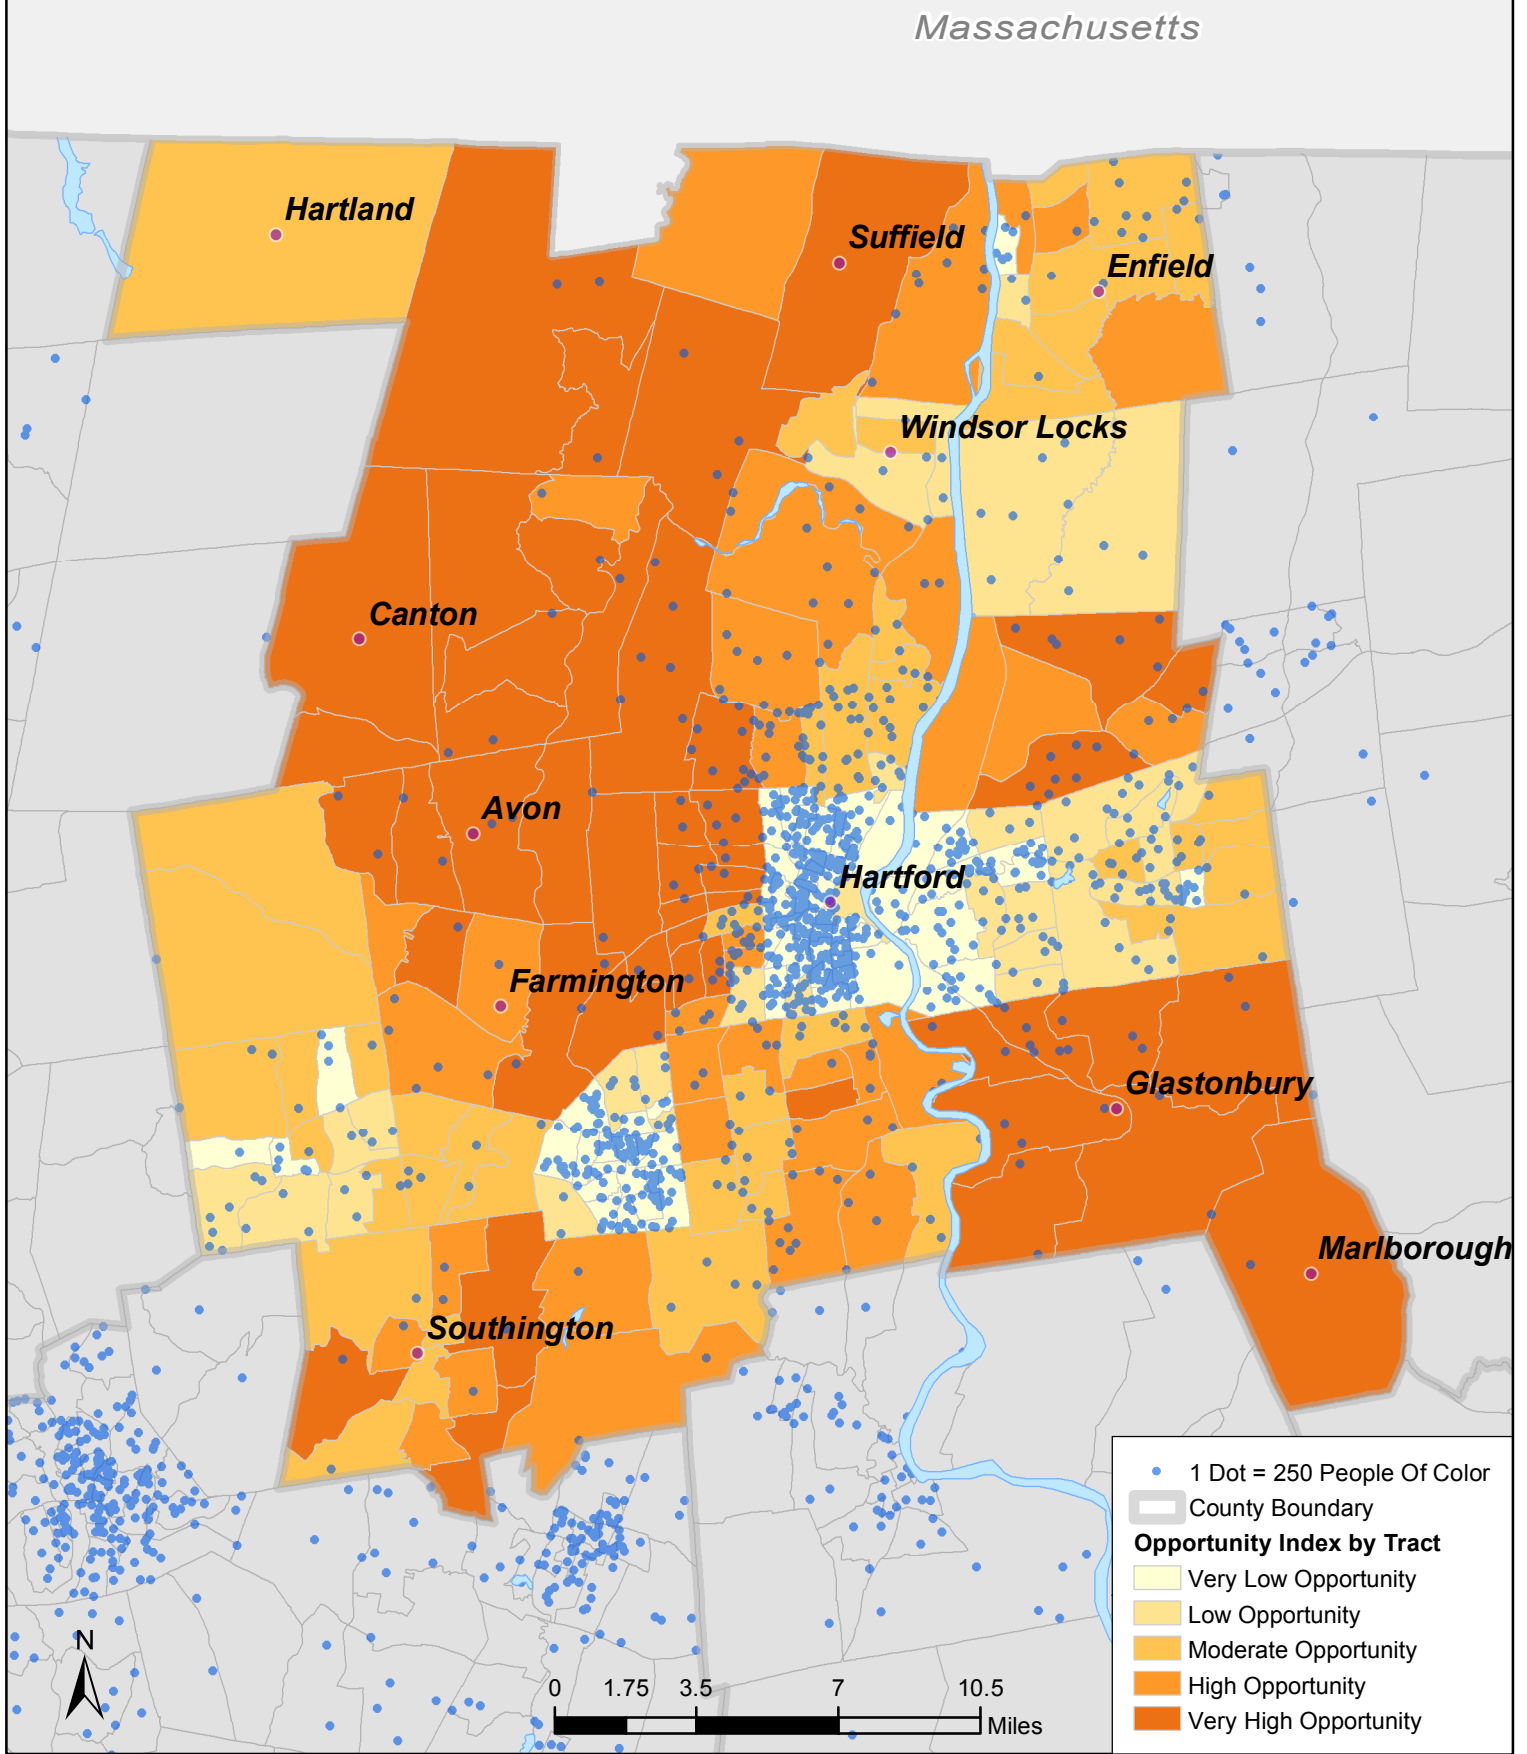 Massachusetts
Hartland
Suffield
Enfield
Windsor Locks
Canton
Avon
Hartford
Farmington
Glastonbury
Marlborough
Southington
1 Dot = 250 People Of Color
County Boundary
Opportunity Index by Tract
Very Low Opportunity
Low Opportunity
Moderate Opportunity
High Opportunity
Very High Opportunity
N
0 1.75 3.5 7 10.5
Miles